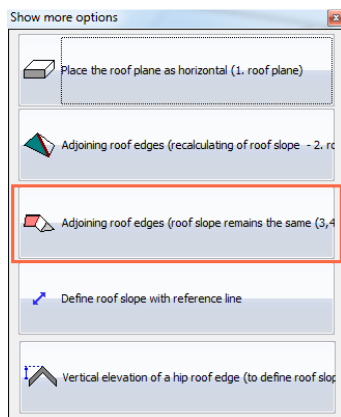 Show more options
Place the roof plane as horizontal (1. roof plane)
Adjoining roof edges (recalculating of roof slope - 2. ro
Adjoining roof edges (roof slope remains the same (3,4
Define roof slope with reference line
Vertical elevation of a hip roof edge (to define roof slop